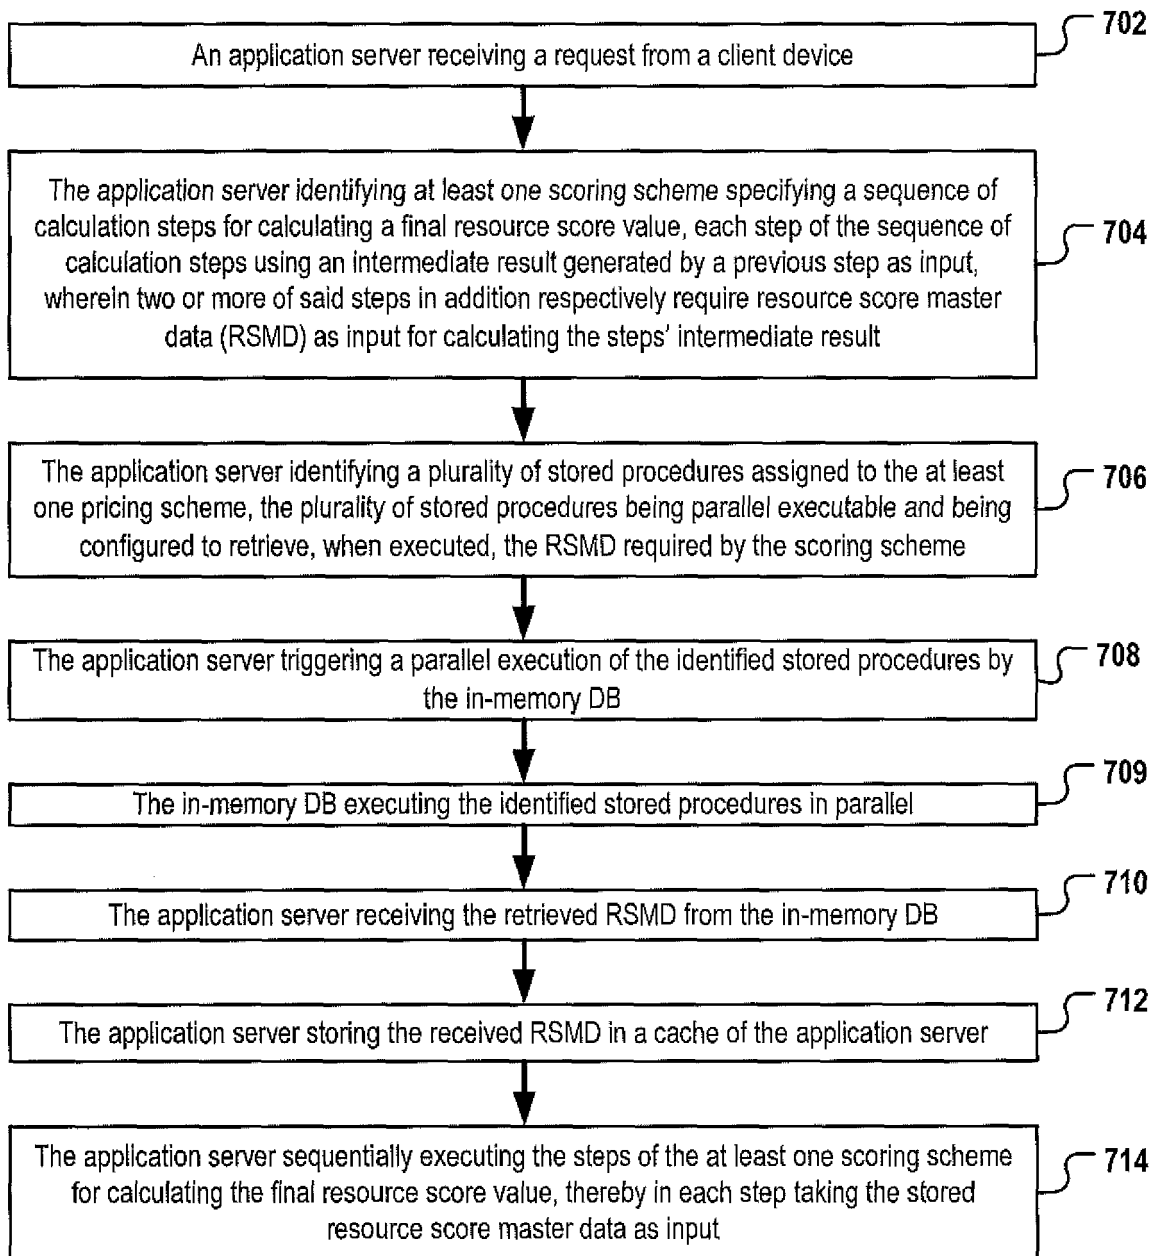 702
An application server receiving a request from a client device
The application server identifying at least one scoring scheme specifying a sequence of
calculation steps for calculating a final resource score value, each step of the sequence of
calculation steps using an intermediate result generated by a previous step as input,
wherein two or more of said steps in addition respectively require resource score master
data (RSMD) as input for calculating the steps' intermediate result
704
The application server identifying a plurality of stored procedures assigned to the at least
one pricing scheme, the plurality of stored procedures being parallel executable and being
configured to retrieve, when executed, the RSMD required by the scoring scheme
706
The application server triggering a parallel execution of the identified stored procedures by
the in-memory DB
708
The in-memory DB executing the identified stored procedures in parallel
709
The application server receiving the retrieved RSMD from the in-memory DB
710
The application server storing the received RSMD in a cache of the application server
712
The application server sequentially executing the steps of the at least one scoring scheme
for calculating the final resource score value, thereby in each step taking the stored
resource score master data as input
714